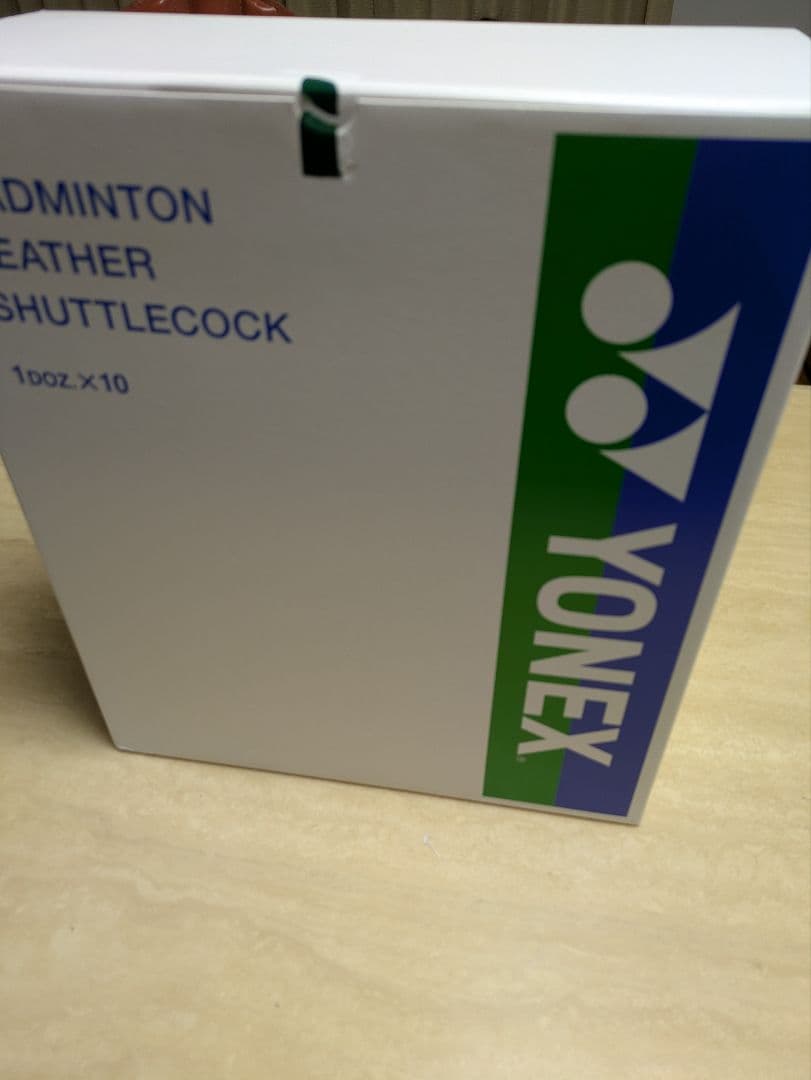 ADMINTON
EATHER
SHUTTLECOCK
1DOZ.×10
YONEX